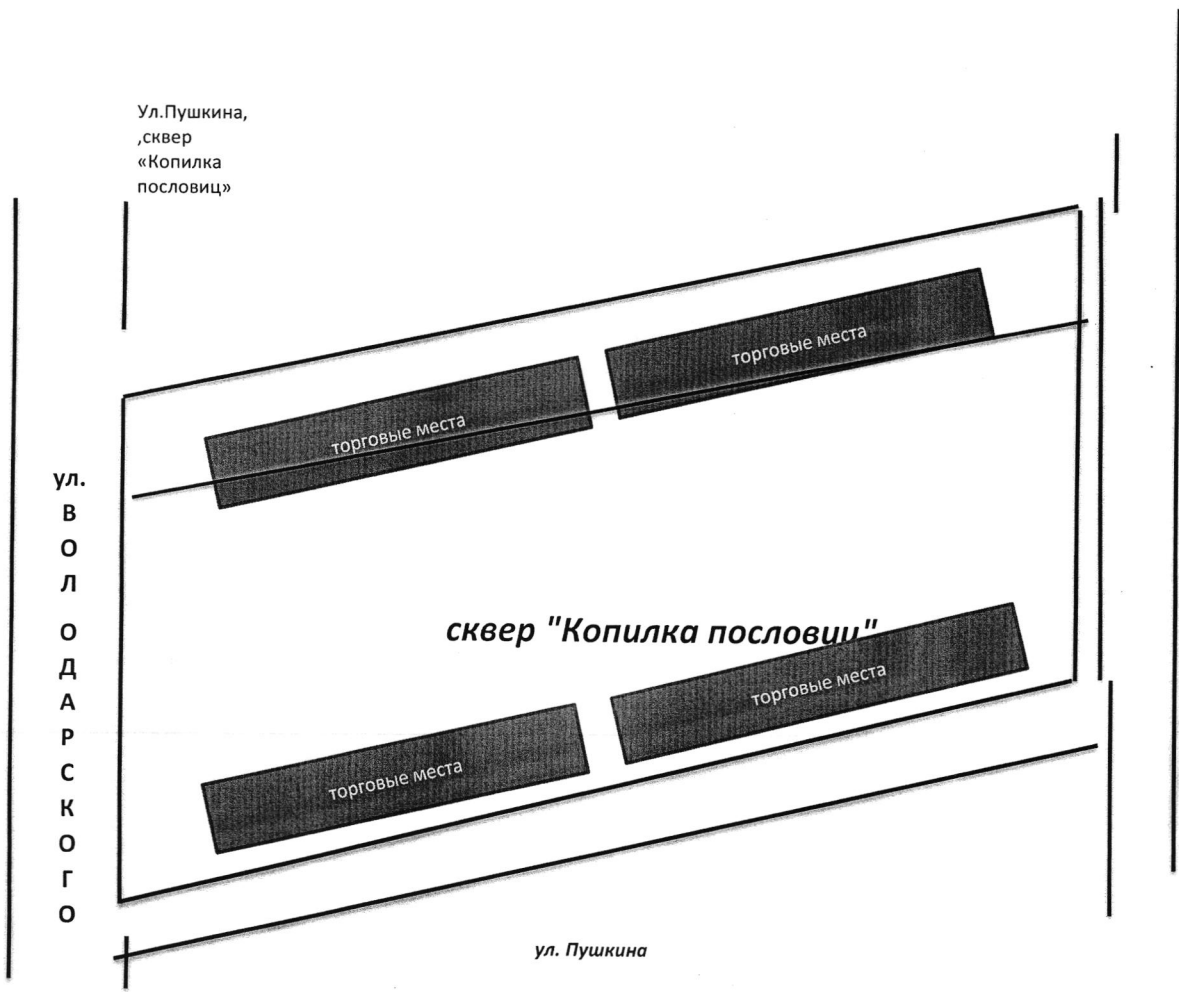 Ул.Пушкина,
,сквер
«Копилка
пословиц»
торговые места
торговые места
ул.
В
О
Л
О
Д
А
Р
С
К
О
Г
О
сквер "Копилка пословиц"
торговые места
торговые места
ул. Пушкина